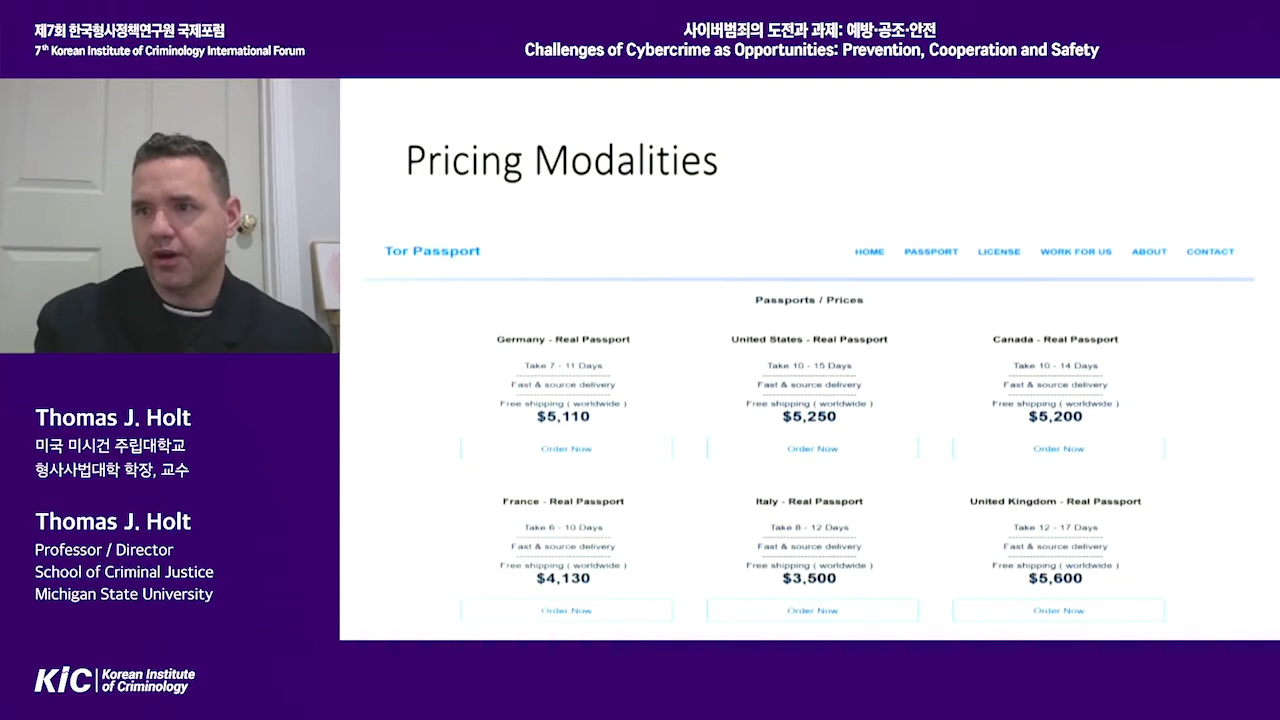 제7회 한국형사정책연구원 국제포럼
7th Korean Institute of Criminology International Forum
사이버범죄의 도전과 과제: 예방·공조·안전
Challenges of Cybercrime as Opportunities: Prevention, Cooperation and Safety
Pricing Modalities
Tor Passport
HOME PASSPORT LICENSE WORK FOR US ABOUT CONTACT
Passports / Prices
Germany - Real Passport
Take 7 - 11 Days
Fast & source delivery
Free shipping ( worldwide )
$5,110
Order Now
United States - Real Passport
Take 10 - 15 Days
Fast & source delivery
Free shipping ( worldwide )
$5,250
Order Now
Canada - Real Passport
Take 10 - 14 Days
Fast & source delivery
Free shipping ( worldwide )
$5,200
Order Now
France - Real Passport
Take 6 - 10 Days
Fast & source delivery
Free shipping ( worldwide )
$4,130
Order Now
Italy - Real Passport
Take 8 - 12 Days
Fast & source delivery
Free shipping ( worldwide )
$3,500
Order Now
United Kingdom - Real Passport
Take 12 - 17 Days
Fast & source delivery
Free shipping ( worldwide )
$5,600
Order Now
Thomas J. Holt
미국 미시건 주립대학교
형사사법대학 학장, 교수
Thomas J. Holt
Professor / Director
School of Criminal Justice
Michigan State University
KIC Korean Institute
of Criminology